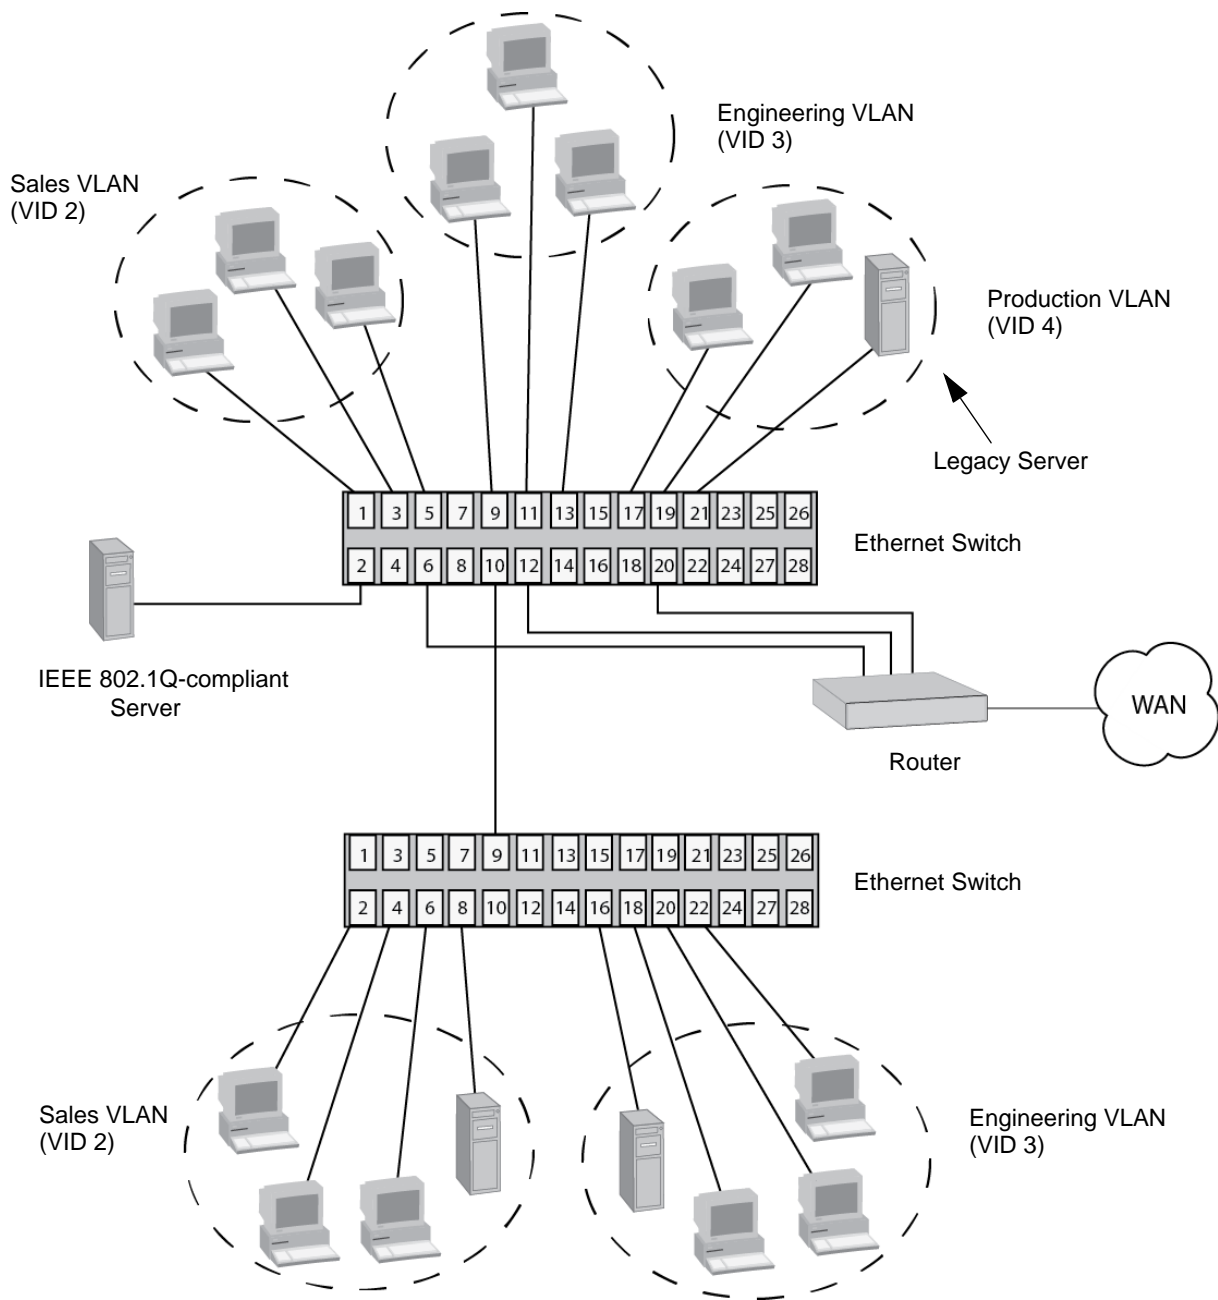 Engineering VLAN
(VID 3)
Sales VLAN
(VID 2)
Production VLAN
(VID 4)
Legacy Server
1 3 5 7 9 11 13 15 17 19 21 23 25 26
Ethernet Switch
2 4 6 8 10 12 14 16 18 20 22 24 27 28
IEEE 802.1Q-compliant
Server
WAN
Router
1 3 5 7 9 11 13 15 17 19 21 23 25 26
Ethernet Switch
2 4 6 8 10 12 14 16 18 20 22 24 27 28
Sales VLAN
(VID 2)
Engineering VLAN
(VID 3)